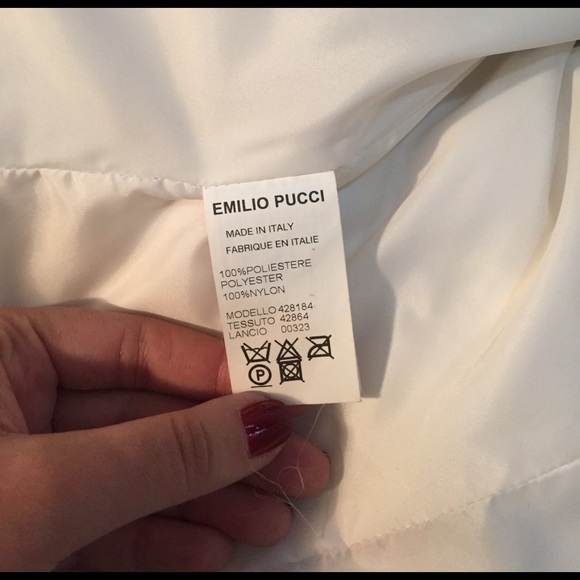 EMILIO PUCCI
MADE IN ITALY
FABRIQUE EN ITALIE
100%POLIESTERE
POLYESTER
100%NYLON
MODELLO 428184
TESSUTO 42864
LANCIO 00323
P